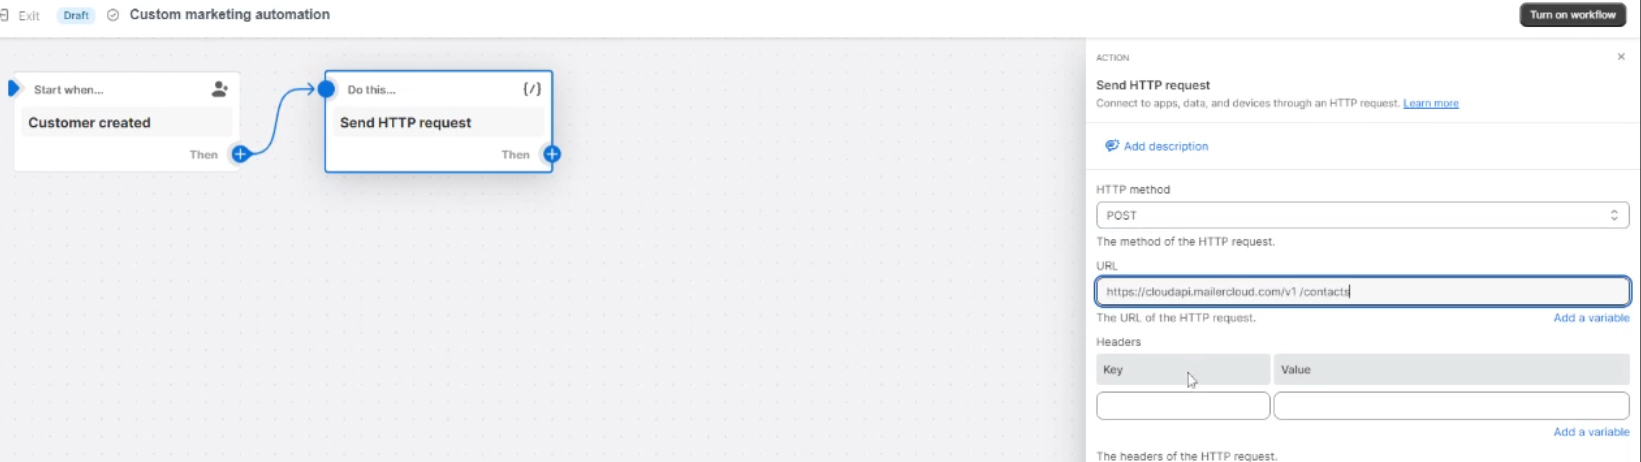 Exit Draft Custom marketing automation Turn on workflow
Start when...
Customer created
Then
Do this... {/}
Send HTTP request
Then
ACTION
Send HTTP request
Connect to apps, data, and devices through an HTTP request. Learn more
Add description
HTTP method
POST
The method of the HTTP request.
URL
https://cloudapi.mailercloud.com/v1 /contacts
The URL of the HTTP request. Add a variable
Headers
Key Value
Add a variable
The headers of the HTTP request.